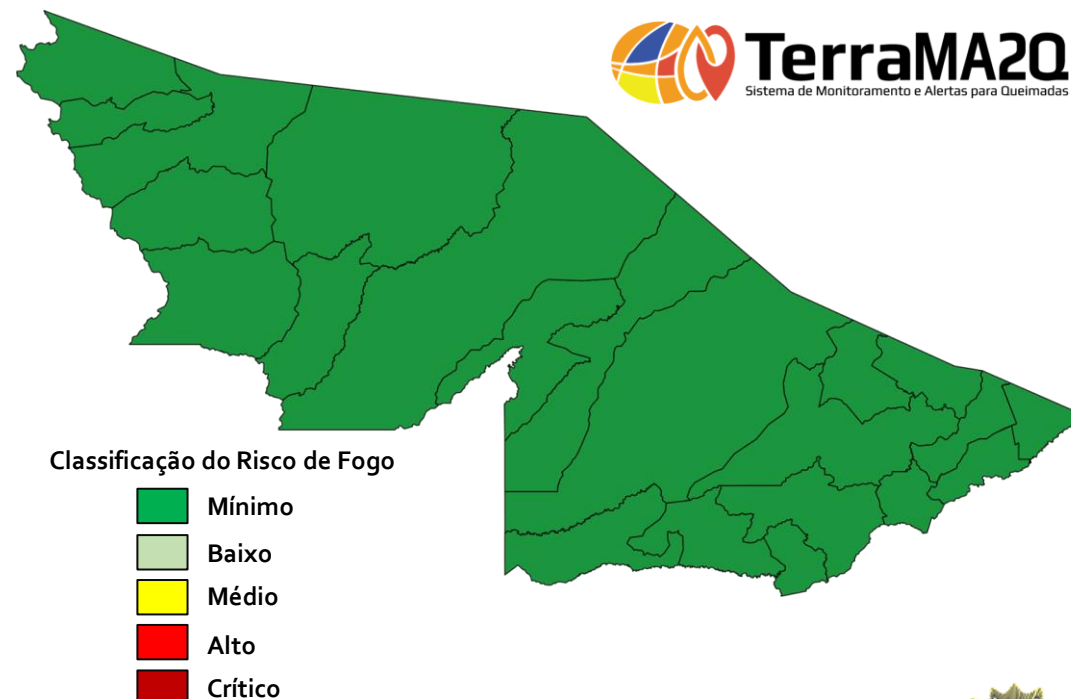 TerraMA2Q
Sistema de Monitoramento e Alertas para Queimadas
Classificação do Risco de Fogo
Mínimo
Baixo
Médio
Alto
Crítico